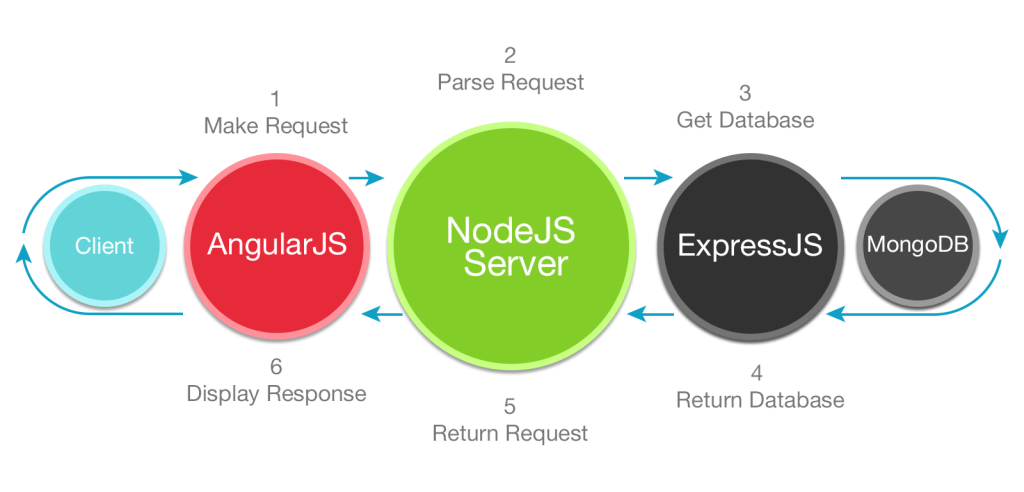 2
Parse Request
1
Make Request
3
Get Database
Client
AngularJS
NodeJS
Server
ExpressJS
MongoDB
6
Display Response
5
Return Request
4
Return Database